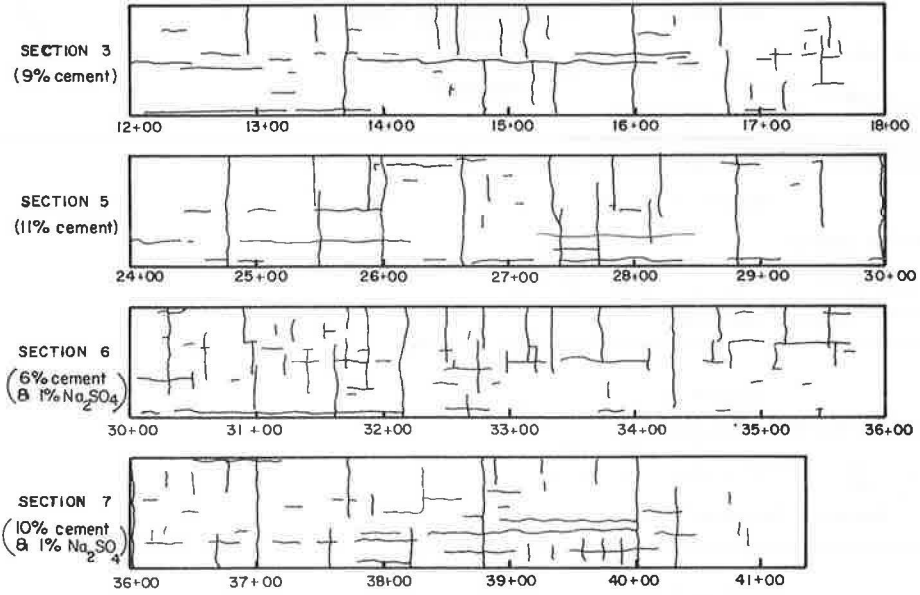 SECTION 3
(9% cement)
12+00 13+00 14+00 15+00 16+00 17+00 18+00
SECTION 5
(11% cement)
24+00 25+00 26+00 27+00 28+00 29+00 30+00
SECTION 6
(6% cement
& 1% Na2SO4)
30+00 31+00 32+00 33+00 34+00 35+00 36+00
SECTION 7
(10% cement
& 1% Na2SO4)
36+00 37+00 38+00 39+00 40+00 41+00